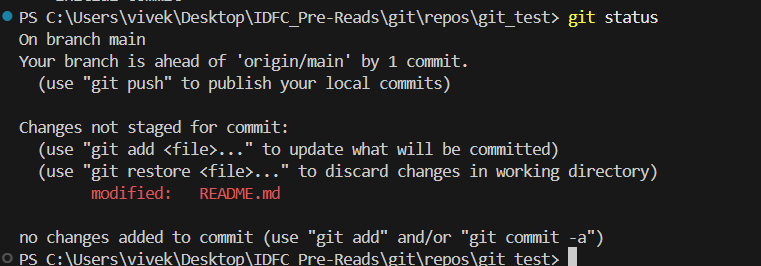 PS C:\Users\vivek\Desktop\IDFC_Pre-Reads\git\repos\git_test> git status
On branch main
Your branch is ahead of 'origin/main' by 1 commit.
  (use "git push" to publish your local commits)

Changes not staged for commit:
  (use "git add <file>..." to update what will be committed)
  (use "git restore <file>..." to discard changes in working directory)
        modified:   README.md

no changes added to commit (use "git add" and/or "git commit -a")
PS C:\Users\vivek\Desktop\IDFC_Pre-Reads\git\repos\git_test>